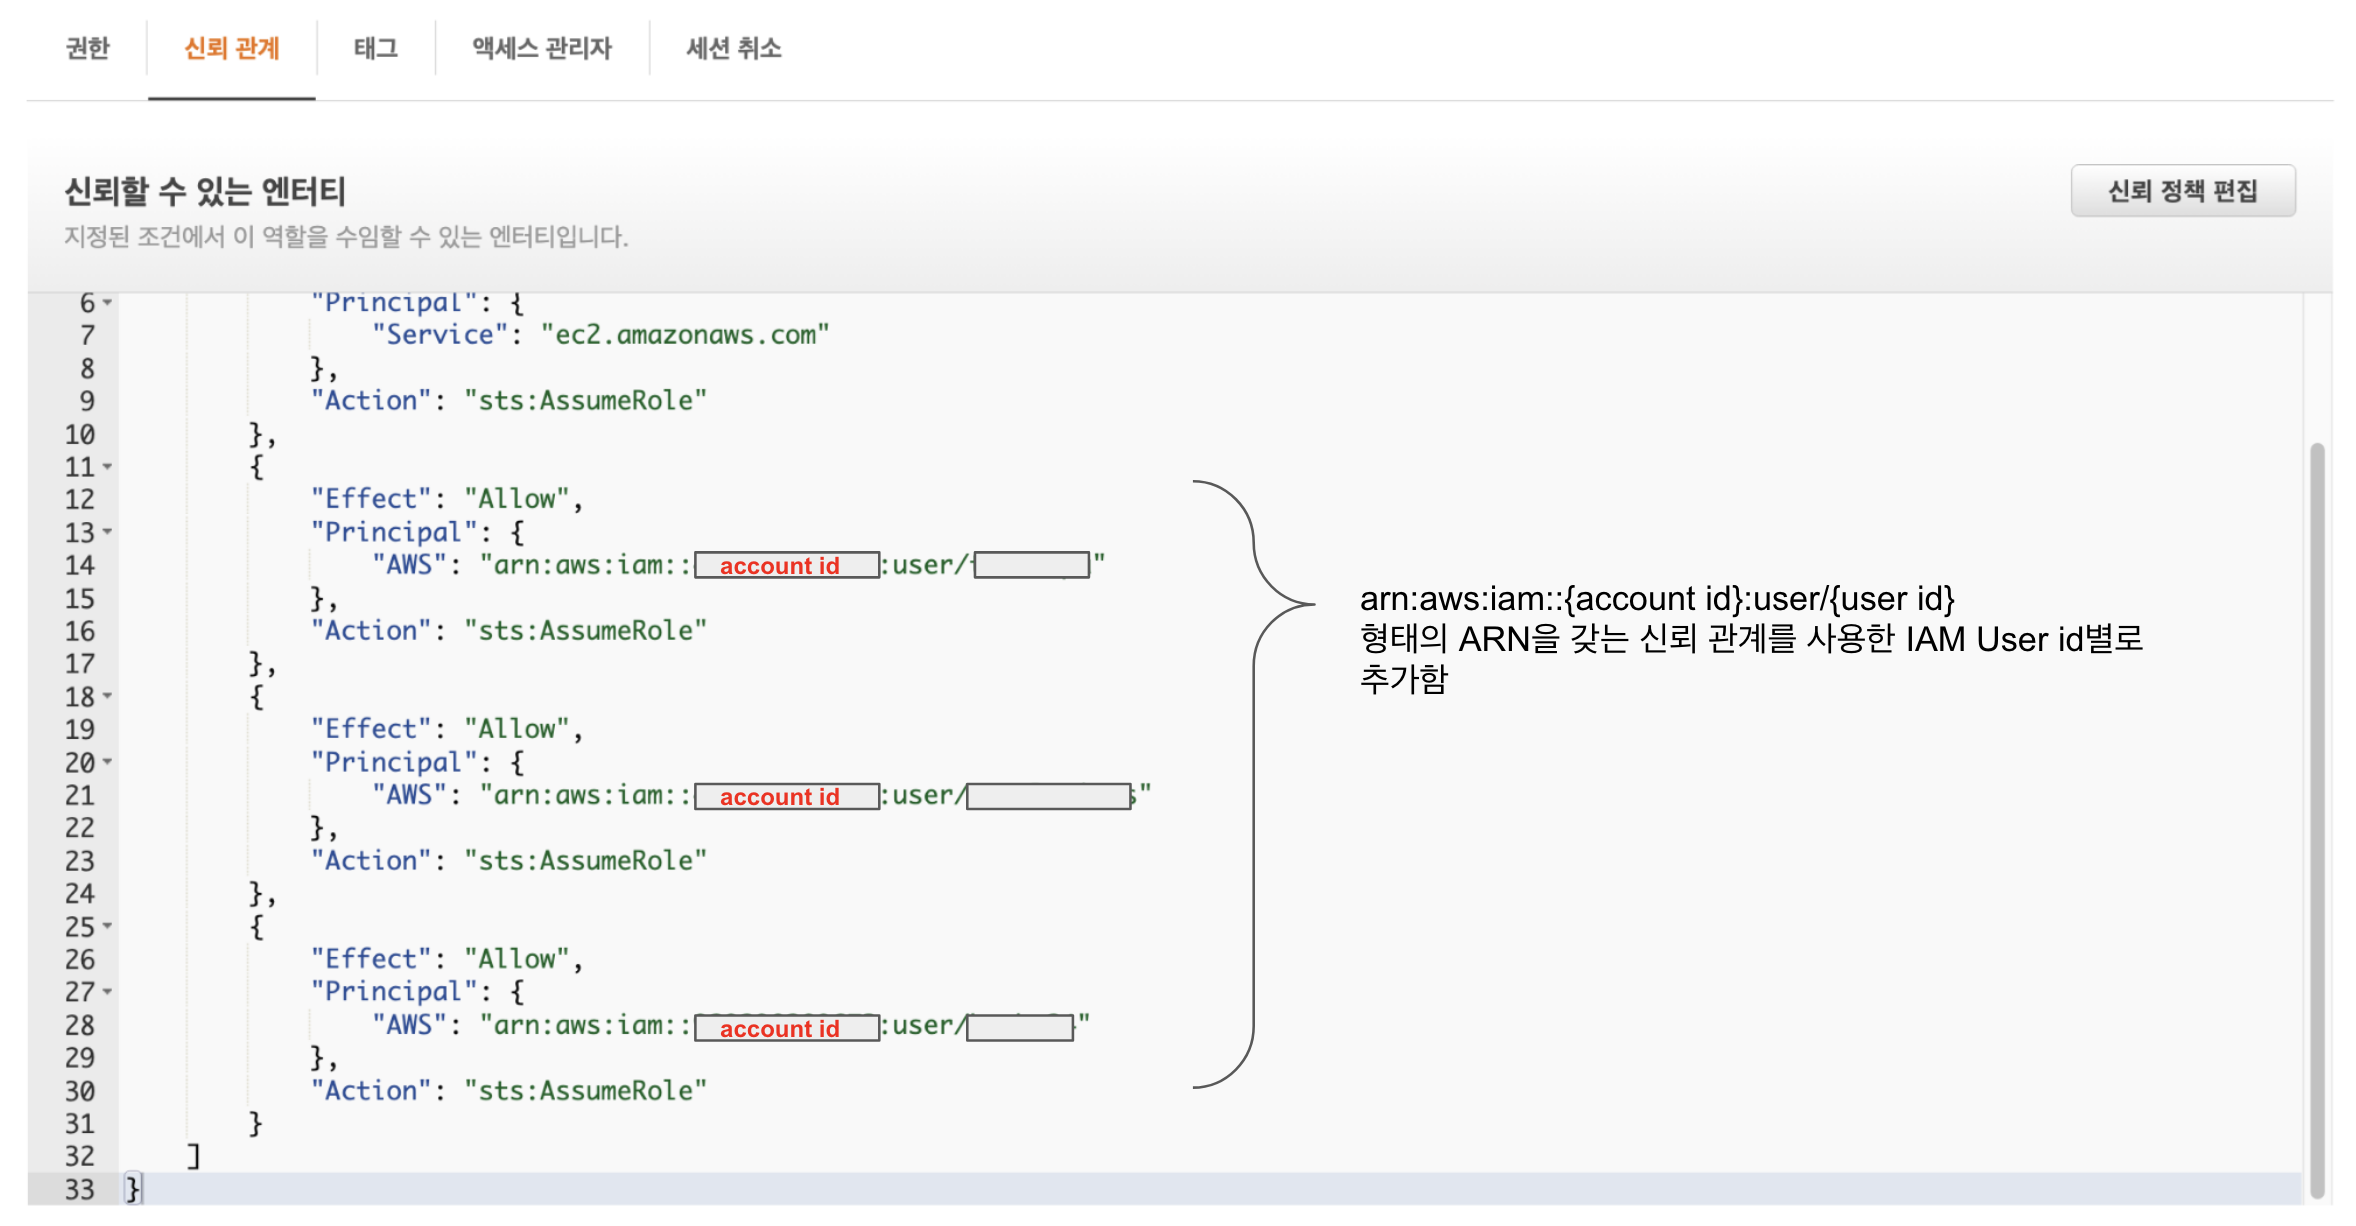 권한 신뢰 관계 태그 액세스 관리자 세션 취소
신뢰할 수 있는 엔터티
신뢰 정책 편집
지정된 조건에서 이 역할을 수임할 수 있는 엔터티입니다.
6 "Principal": {
7 "Service": "ec2.amazonaws.com"
8 },
9 "Action": "sts:AssumeRole"
10 },
11 {
12 "Effect": "Allow",
13 "Principal": {
14 "AWS": "arn:aws:iam::account id:user/"
15 },
16 "Action": "sts:AssumeRole"
17 },
18 {
19 "Effect": "Allow",
20 "Principal": {
21 "AWS": "arn:aws:iam::account id:user/"
22 },
23 "Action": "sts:AssumeRole"
24 },
25 {
26 "Effect": "Allow",
27 "Principal": {
28 "AWS": "arn:aws:iam::account id:user/"
29 },
30 "Action": "sts:AssumeRole"
31 }
32 ]
33 }
arn:aws:iam::{account id}:user/{user id}
형태의 ARN을 갖는 신뢰 관계를 사용한 IAM User id별로
추가함